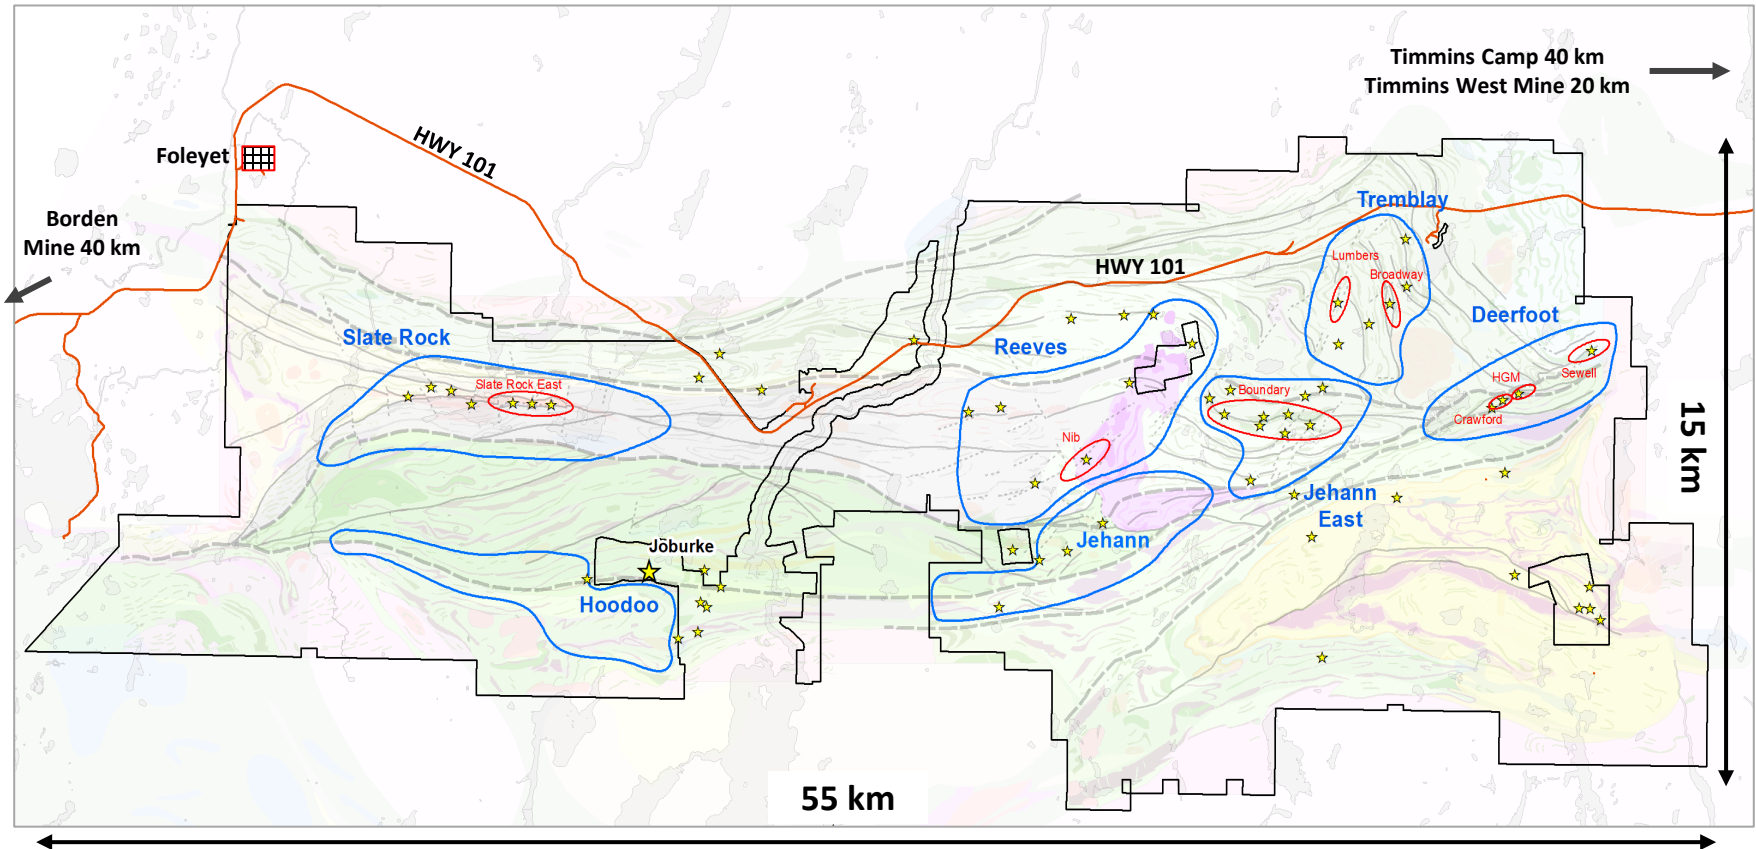 Timmins Camp 40 km
Timmins West Mine 20 km
HWY 101
Foleyet
Borden
Mine 40 km
Tremblay
Lumbers
Broadway
HWY 101
Deerfoot
Slate Rock
Reeves
Slate Rock East
Boundary
HGM
Sewell
Crawford
Nib
15 km
Jehann
East
Jehann
Joburke
Hoodoo
55 km